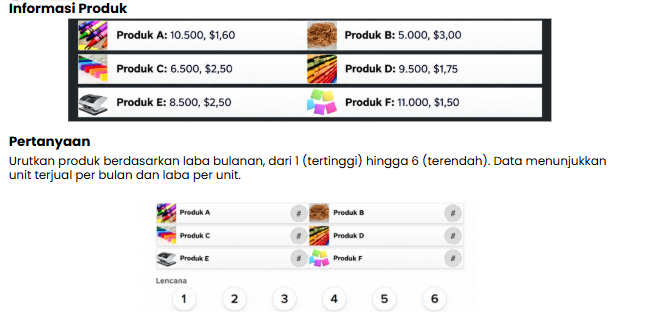 Informasi Produk
Produk A: 10.500, $1,60
Produk B: 5.000, $3,00
Produk C: 6.500, $2,50
Produk D: 9.500, $1,75
Produk E: 8.500, $2,50
Produk F: 11.000, $1,50
Pertanyaan
Urutkan produk berdasarkan laba bulanan, dari 1 (tertinggi) hingga 6 (terendah). Data menunjukkan
unit terjual per bulan dan laba per unit.
Produk A #
Produk B #
Produk C #
Produk D #
Produk E #
Produk F #
Lencana
1 2 3 4 5 6